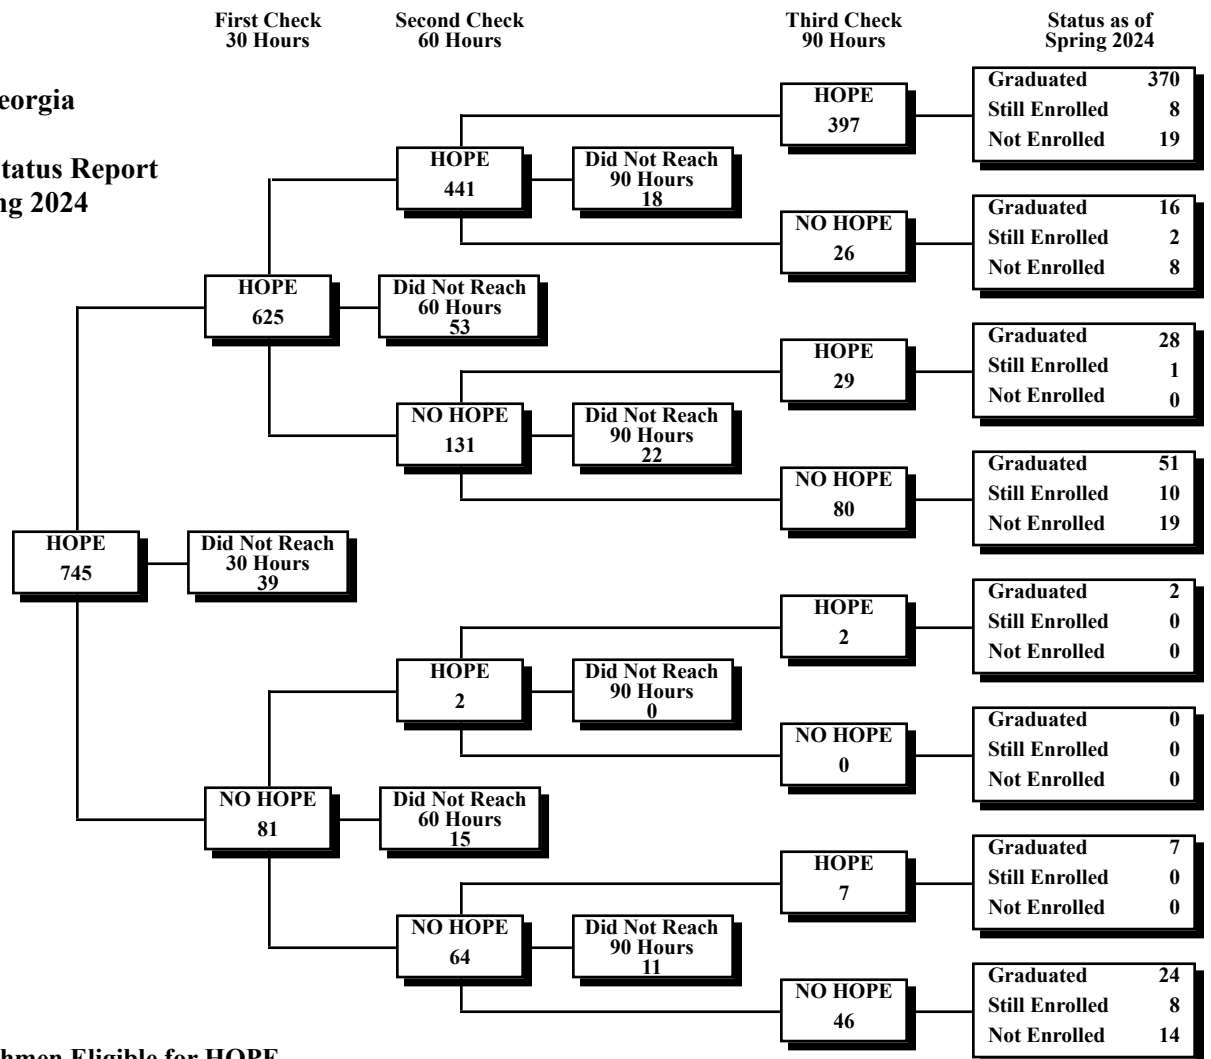 First Check
30 Hours
Second Check
60 Hours
Third Check
90 Hours
Status as of
Spring 2024
eorgia
tatus Report
ng 2024
HOPE
745
Did Not Reach
30 Hours
39
HOPE
625
Did Not Reach
60 Hours
53
NO HOPE
81
Did Not Reach
60 Hours
15
HOPE
441
Did Not Reach
90 Hours
18
NO HOPE
131
Did Not Reach
90 Hours
22
HOPE
2
Did Not Reach
90 Hours
0
NO HOPE
64
Did Not Reach
90 Hours
11
HOPE
397
Graduated 370
Still Enrolled 8
Not Enrolled 19
NO HOPE
26
Graduated 16
Still Enrolled 2
Not Enrolled 8
HOPE
29
Graduated 28
Still Enrolled 1
Not Enrolled 0
NO HOPE
80
Graduated 51
Still Enrolled 10
Not Enrolled 19
HOPE
2
Graduated 2
Still Enrolled 0
Not Enrolled 0
NO HOPE
0
Graduated 0
Still Enrolled 0
Not Enrolled 0
HOPE
7
Graduated 7
Still Enrolled 0
Not Enrolled 0
NO HOPE
46
Graduated 24
Still Enrolled 8
Not Enrolled 14
hmen Eligible for HOPE